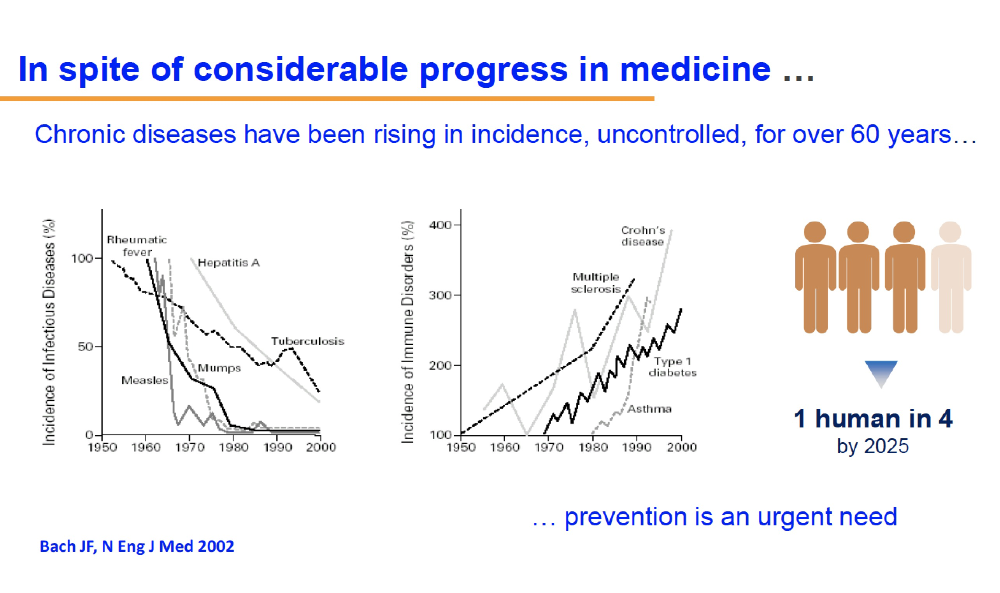 In spite of considerable progress in medicine …
Chronic diseases have been rising in incidence, uncontrolled, for over 60 years…
Incidence of Infectious Diseases (%)
100
50
0
1950 1960 1970 1980 1990 2000
Rheumatic
fever
Hepatitis A
Tuberculosis
Mumps
Measles
Incidence of Immune Disorders (%)
400
300
200
100
1950 1960 1970 1980 1990 2000
Crohn's
disease
Multiple
sclerosis
Type 1
diabetes
Asthma
1 human in 4
by 2025
… prevention is an urgent need
Bach JF, N Eng J Med 2002